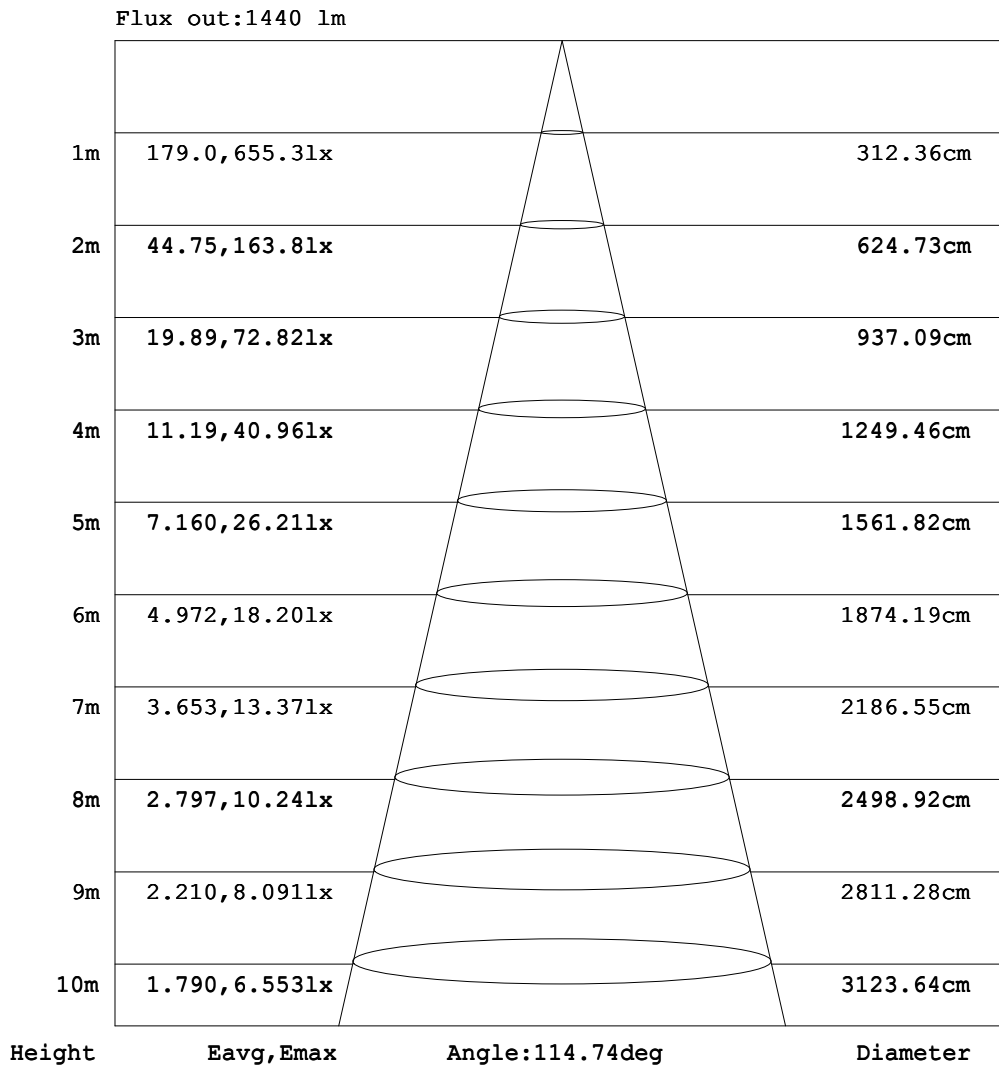 Flux out:1440 lm
1m 179.0,655.3lx 312.36cm
2m 44.75,163.8lx 624.73cm
3m 19.89,72.82lx 937.09cm
4m 11.19,40.96lx 1249.46cm
5m 7.160,26.21lx 1561.82cm
6m 4.972,18.20lx 1874.19cm
7m 3.653,13.37lx 2186.55cm
8m 2.797,10.24lx 2498.92cm
9m 2.210,8.091lx 2811.28cm
10m 1.790,6.553lx 3123.64cm
Height Eavg,Emax Angle:114.74deg Diameter